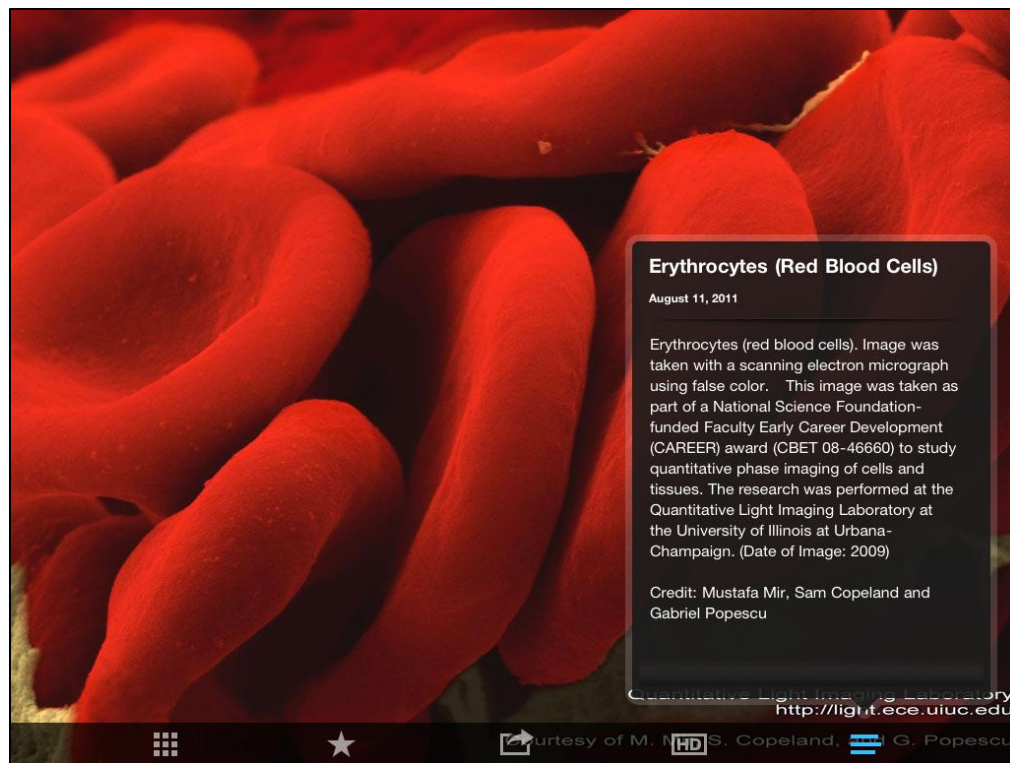 Erythrocytes (Red Blood Cells)
August 11, 2011
Erythrocytes (red blood cells). Image was
taken with a scanning electron micrograph
using false color.    This image was taken as
part of a National Science Foundation-
funded Faculty Early Career Development
(CAREER) award (CBET 08-46660) to study
quantitative phase imaging of cells and
tissues. The research was performed at the
Quantitative Light Imaging Laboratory at
the University of Illinois at Urbana-
Champaign. (Date of Image: 2009)
Credit: Mustafa Mir, Sam Copeland and
Gabriel Popescu
Quantitative Light Imaging Laboratory
http://light.ece.uiuc.edu
urtesy of M. M S. Copeland, G. Popescu
HD